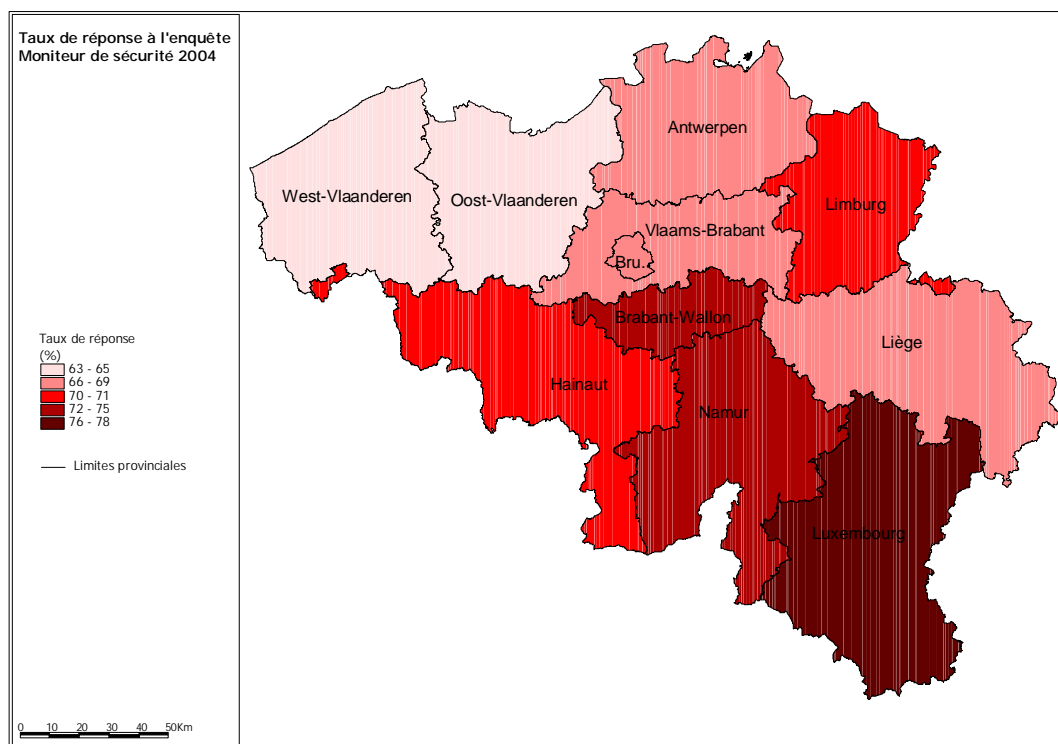 Taux de réponse à l'enquête
Moniteur de sécurité 2004
Antwerpen
West-Vlaanderen
Oost-Vlaanderen
Limburg
Vlaams-Brabant
Bru.
Brabant-Wallon
Liège
Hainaut
Namur
Luxembourg
Taux de réponse
(%)
63 - 65
66 - 69
70 - 71
72 - 75
76 - 78
Limites provinciales
0 10 20 30 40 50Km